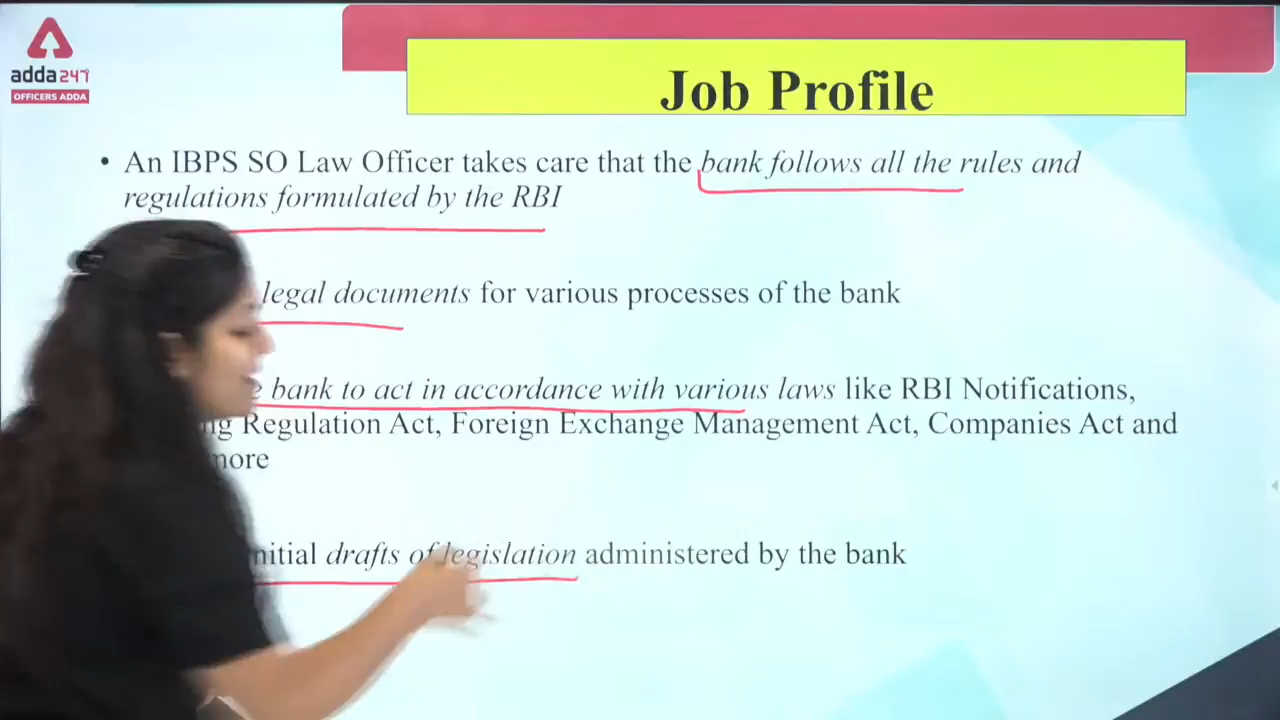 adda247
OFFICERS ADDA
Job Profile
• An IBPS SO Law Officer takes care that the bank follows all the rules and
regulations formulated by the RBI
legal documents for various processes of the bank
bank to act in accordance with various laws like RBI Notifications,
Regulation Act, Foreign Exchange Management Act, Companies Act and
more
drafts of legislation administered by the bank